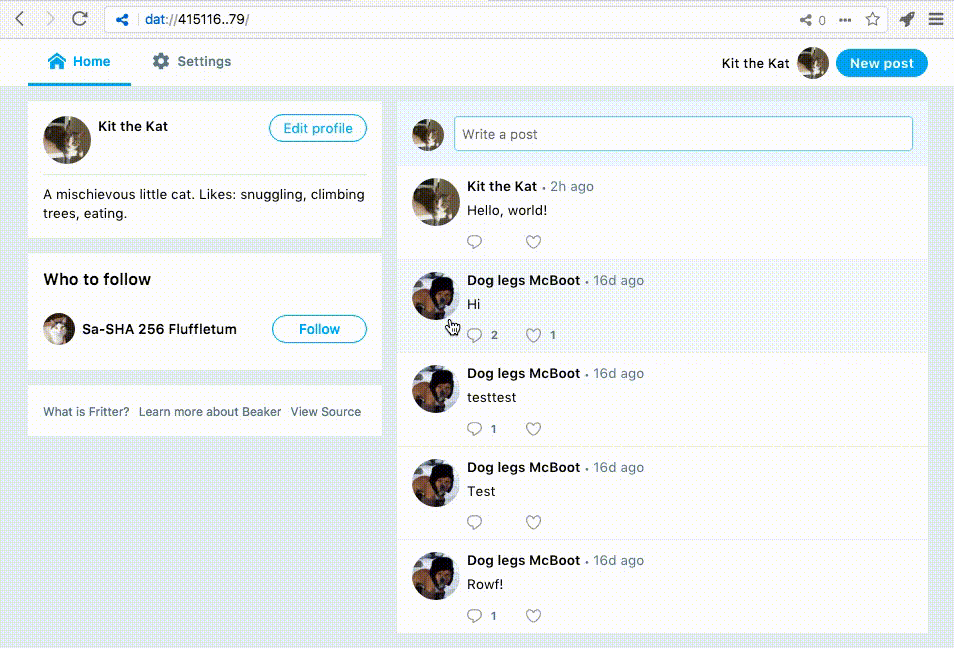 dat://415116..79/
0
Home
Settings
Kit the Kat
New post
Kit the Kat
Edit profile
A mischievous little cat. Likes: snuggling, climbing
trees, eating.
Who to follow
Sa-SHA 256 Fluffletum
Follow
What is Fritter?
Learn more about Beaker
View Source
Write a post
Kit the Kat • 2h ago
Hello, world!
Dog legs McBoot • 16d ago
Hi
2
1
Dog legs McBoot • 16d ago
testtest
1
Dog legs McBoot • 16d ago
Test
Dog legs McBoot • 16d ago
Rowf!
1